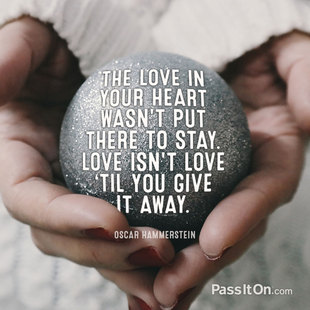 THE LOVE IN
YOUR HEART
WASN'T PUT
THERE TO STAY.
LOVE ISN'T LOVE
'TIL YOU GIVE
IT AWAY.
OSCAR HAMMERSTEIN
PassItOn.com